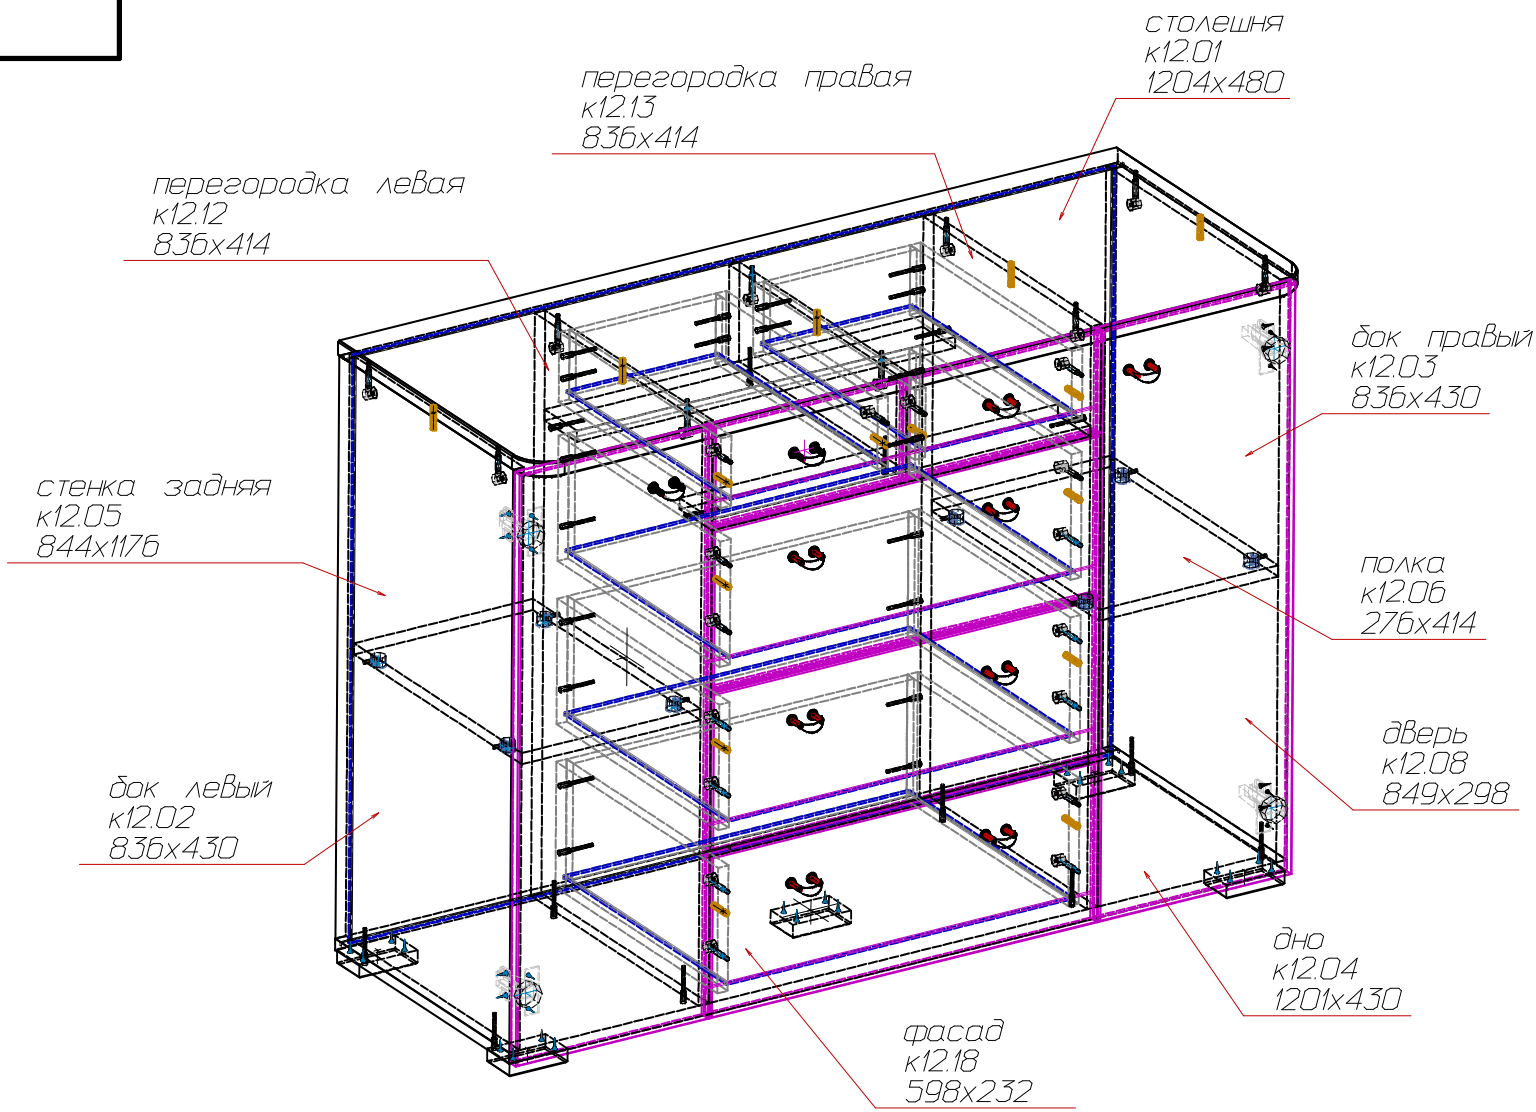 столешня
к12.01
1204х480
перегородка правая
к12.13
836х414
перегородка левая
к12.12
836х414
бок правый
к12.03
836х430
стенка задняя
к12.05
844х1176
полка
к12.06
276х414
дверь
к12.08
849х298
бок левый
к12.02
836х430
дно
к12.04
1201х430
фасад
к12.18
598х232